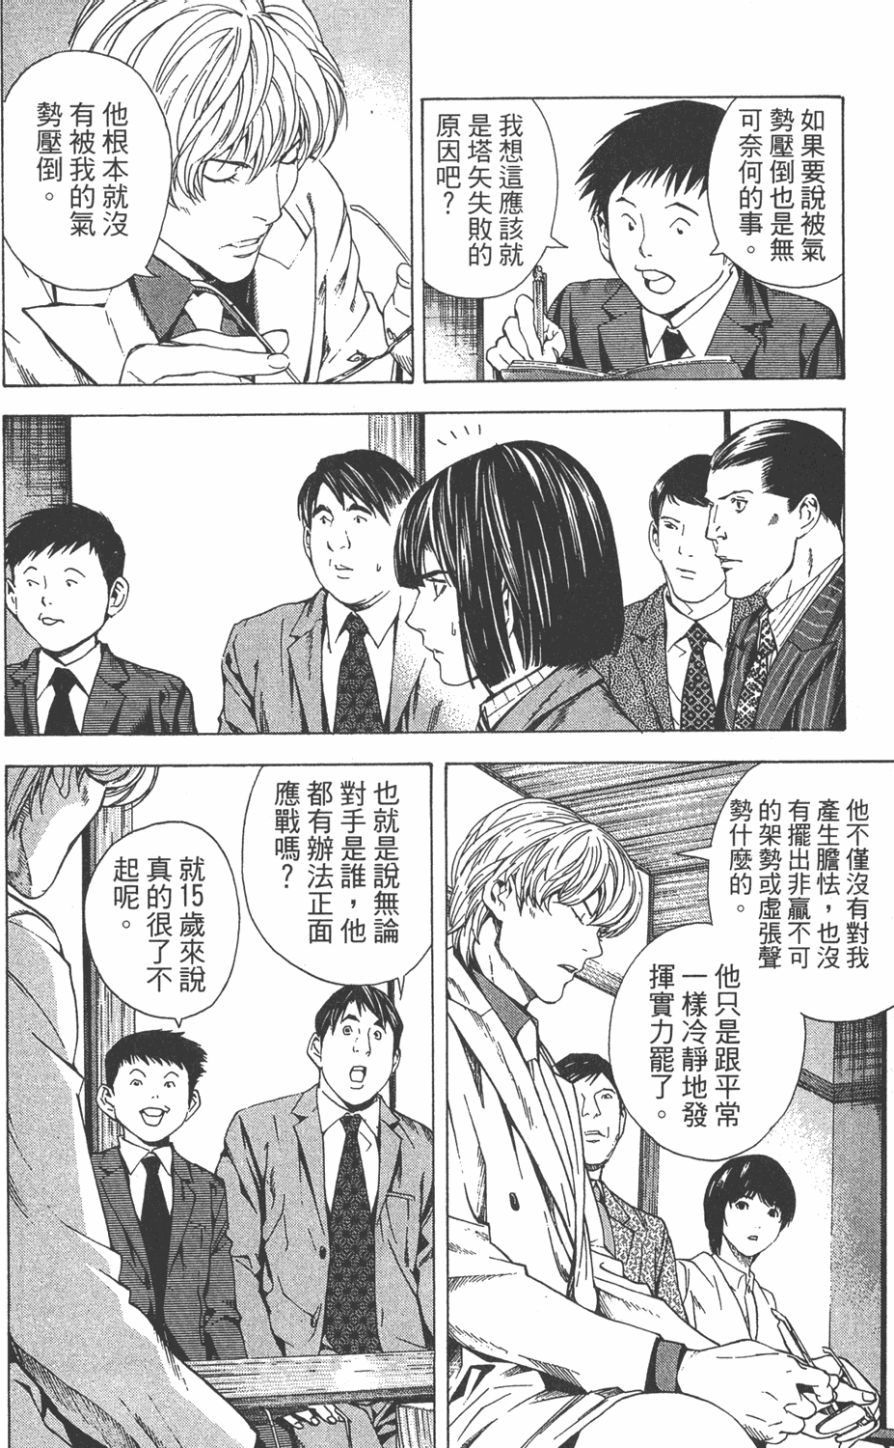 如果要說被氣
勢壓倒也是無
可奈何的事。
我想這應該就
是塔矢失敗的
原因吧？
他根本就沒
有被我的氣
勢壓倒。
他不僅沒有對我
產生膽怯，也沒
有擺出非贏不可
的架勢或虛張聲
勢什麼的。
他只是跟平常
一樣冷靜地發
揮實力罷了。
也就是說無論
對手是誰，他
都有辦法正面
應戰嗎？
就15歲來說
真的很了不
起呢。